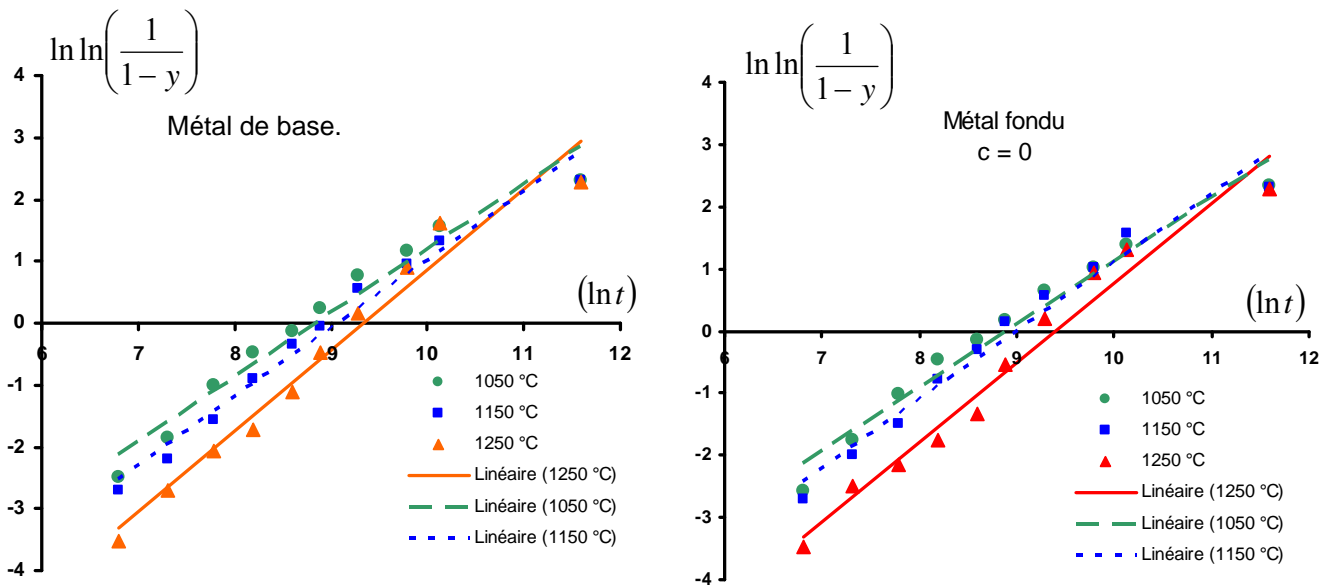 ln ln(1/(1 − y))
Métal de base.
4
3
2
1
0
-1
-2
-3
-4
6
7
8
9
10
11
12
(ln t)
1050 °C
1150 °C
1250 °C
Linéaire (1250 °C)
Linéaire (1050 °C)
Linéaire (1150 °C)
ln ln(1/(1 − y))
Métal fondu
c = 0
4
3
2
1
0
-1
-2
-3
-4
6
7
8
9
10
11
12
(ln t)
1050 °C
1150 °C
1250 °C
Linéaire (1250 °C)
Linéaire (1050 °C)
Linéaire (1150 °C)